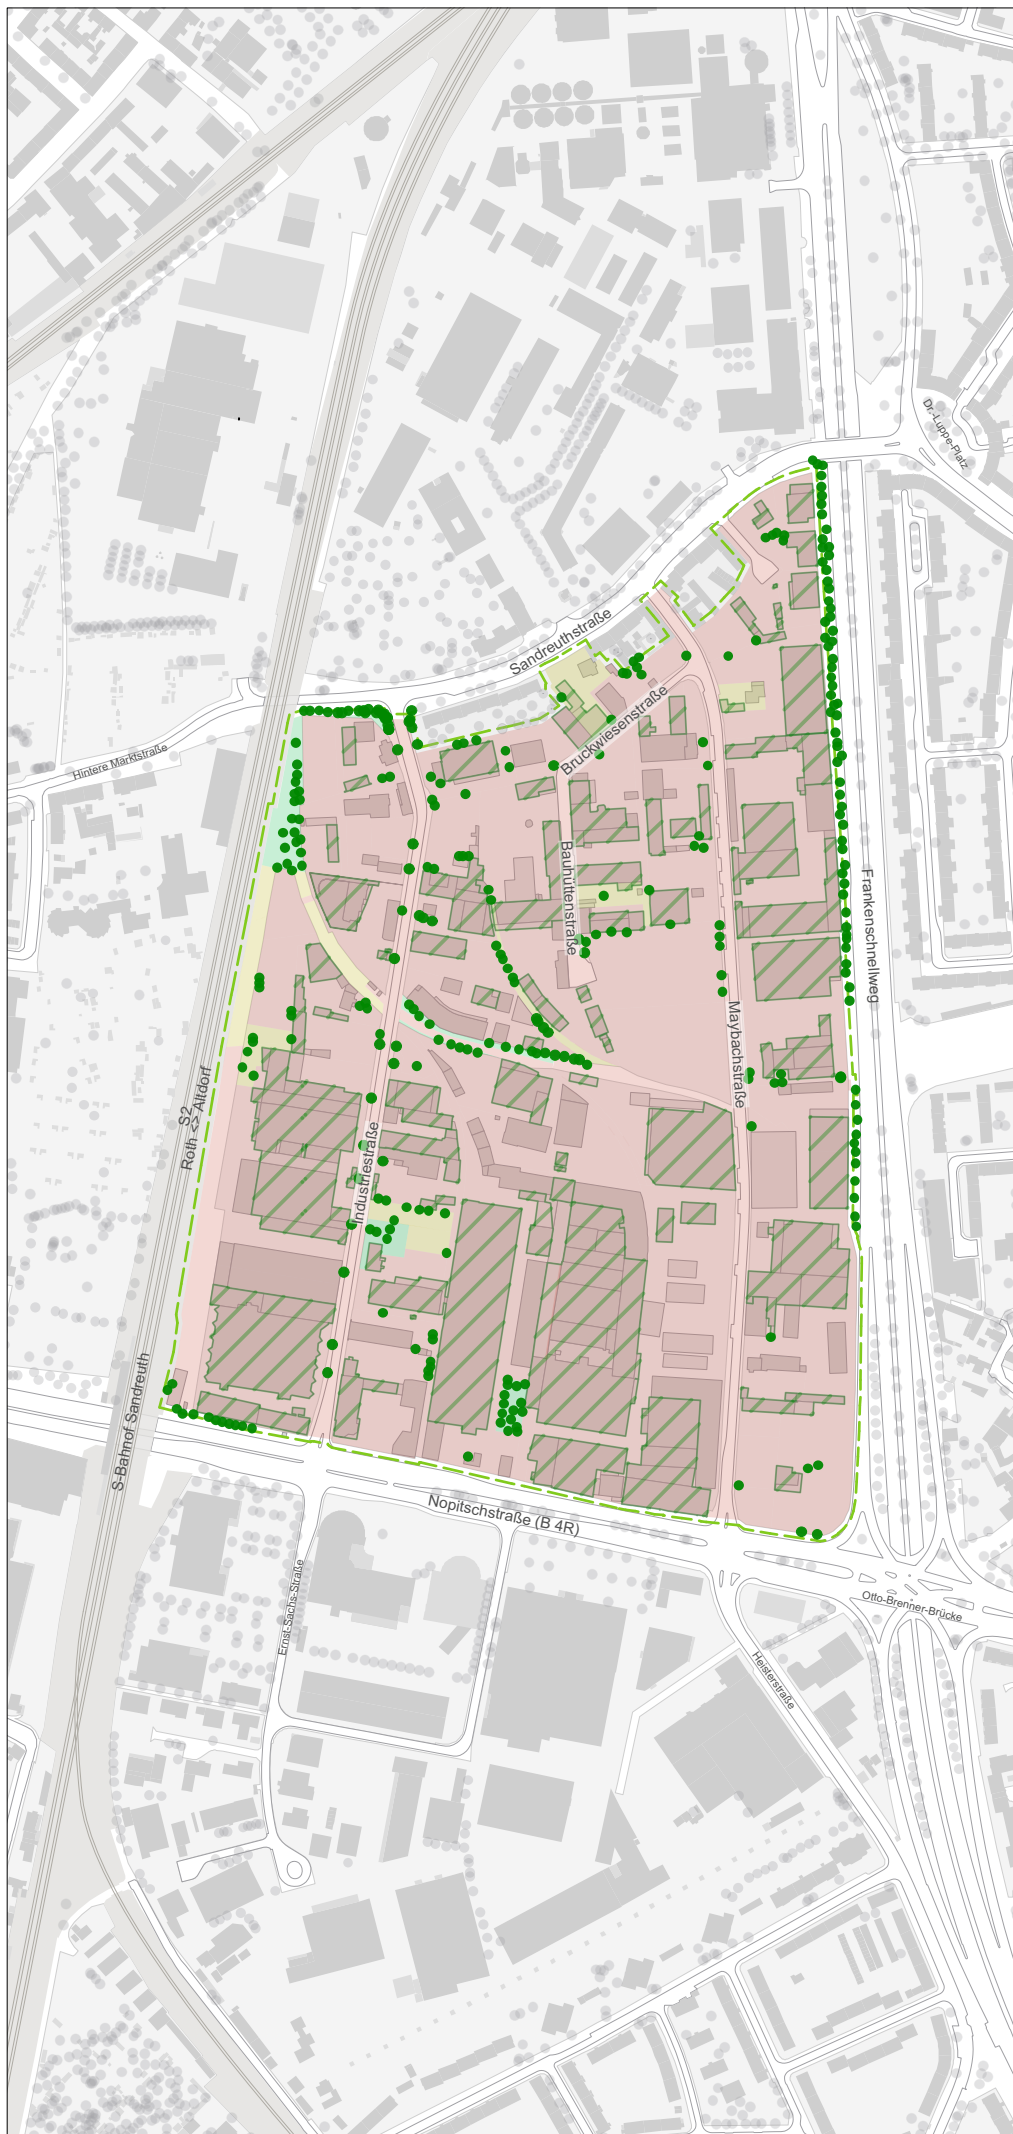 Dr.-Luppe-Platz
Sandreuthstraße
Hintere Marktstraße
Bruckwiesenstraße
Bauhüttenstraße
Frankenschnellweg
Maybachstraße
S2
Roth <> Altdorf
Industriestraße
S-Bahnhof Sandreuth
Nopitschstraße (B 4R)
Ernst-Sachs-Straße
Otto-Brenner-Brücke
Heisterstraße